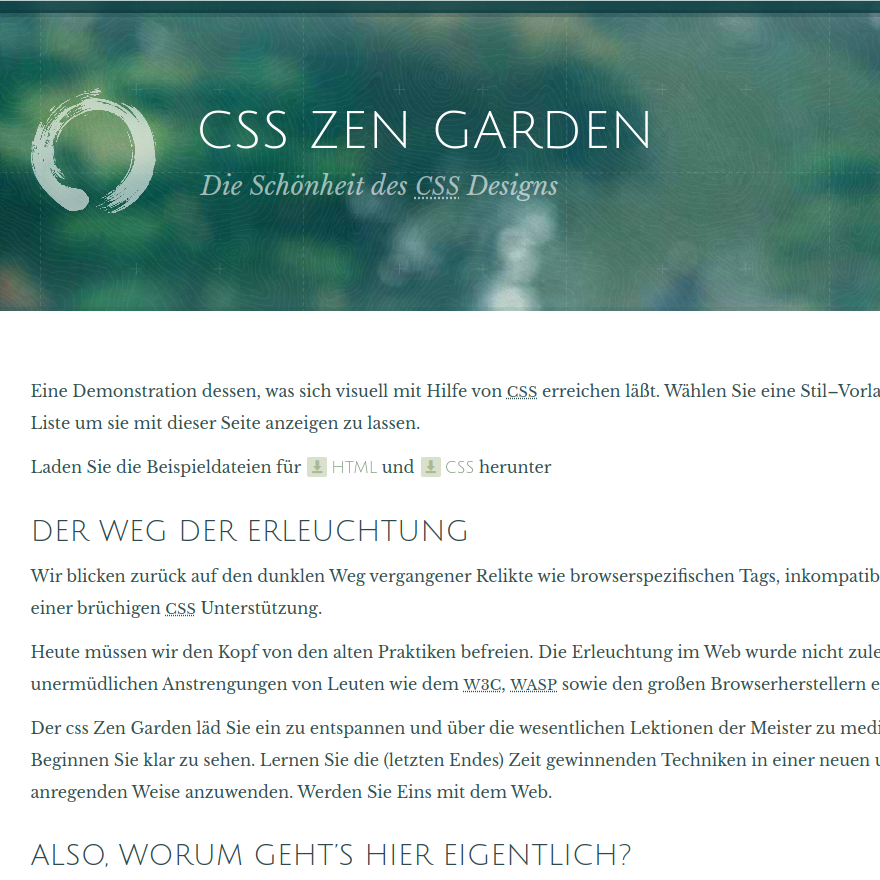 CSS ZEN GARDEN
Die Schönheit des CSS Designs
Eine Demonstration dessen, was sich visuell mit Hilfe von CSS erreichen läßt. Wählen Sie eine Stil–Vorla
Liste um sie mit dieser Seite anzeigen zu lassen.
Laden Sie die Beispieldateien für HTML und CSS herunter
DER WEG DER ERLEUCHTUNG
Wir blicken zurück auf den dunklen Weg vergangener Relikte wie browserspezifischen Tags, inkompatib
einer brüchigen CSS Unterstützung.
Heute müssen wir den Kopf von den alten Praktiken befreien. Die Erleuchtung im Web wurde nicht zule
unermüdlichen Anstrengungen von Leuten wie dem W3C, WASP sowie den großen Browserherstellern e
Der css Zen Garden läd Sie ein zu entspannen und über die wesentlichen Lektionen der Meister zu medi
Beginnen Sie klar zu sehen. Lernen Sie die (letzten Endes) Zeit gewinnenden Techniken in einer neuen u
anregenden Weise anzuwenden. Werden Sie Eins mit dem Web.
ALSO, WORUM GEHT'S HIER EIGENTLICH?